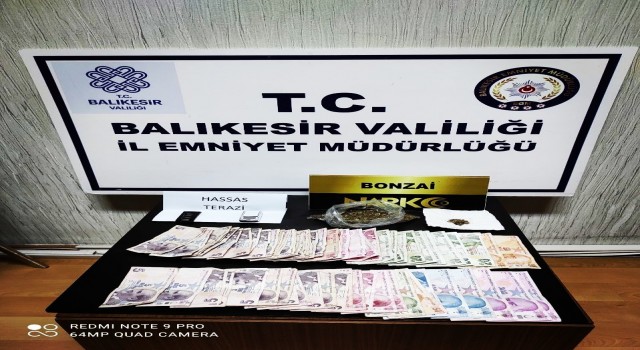 T.C.
BALIKESİR
VALİLİĞİ
T.C.
BALIKESİR VALİLİĞİ
İL EMNİYET MÜDÜRLÜĞÜ
HASSAS
TERAZİ
BONZAİ
NARKO
REDMI NOTE 9 PRO
64MP QUAD CAMERA